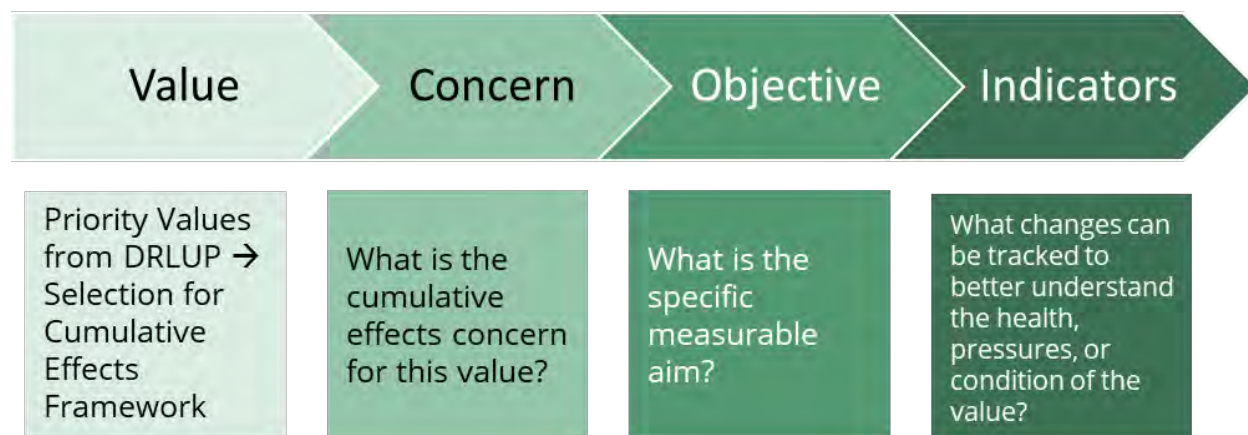 Value
Concern
Objective
Indicators
Priority Values
from DRLUP →
Selection for
Cumulative
Effects
Framework
What is the
cumulative
effects concern
for this value?
What is the
specific
measurable
aim?
What changes can
be tracked to
better understand
the health,
pressures, or
condition of the
value?